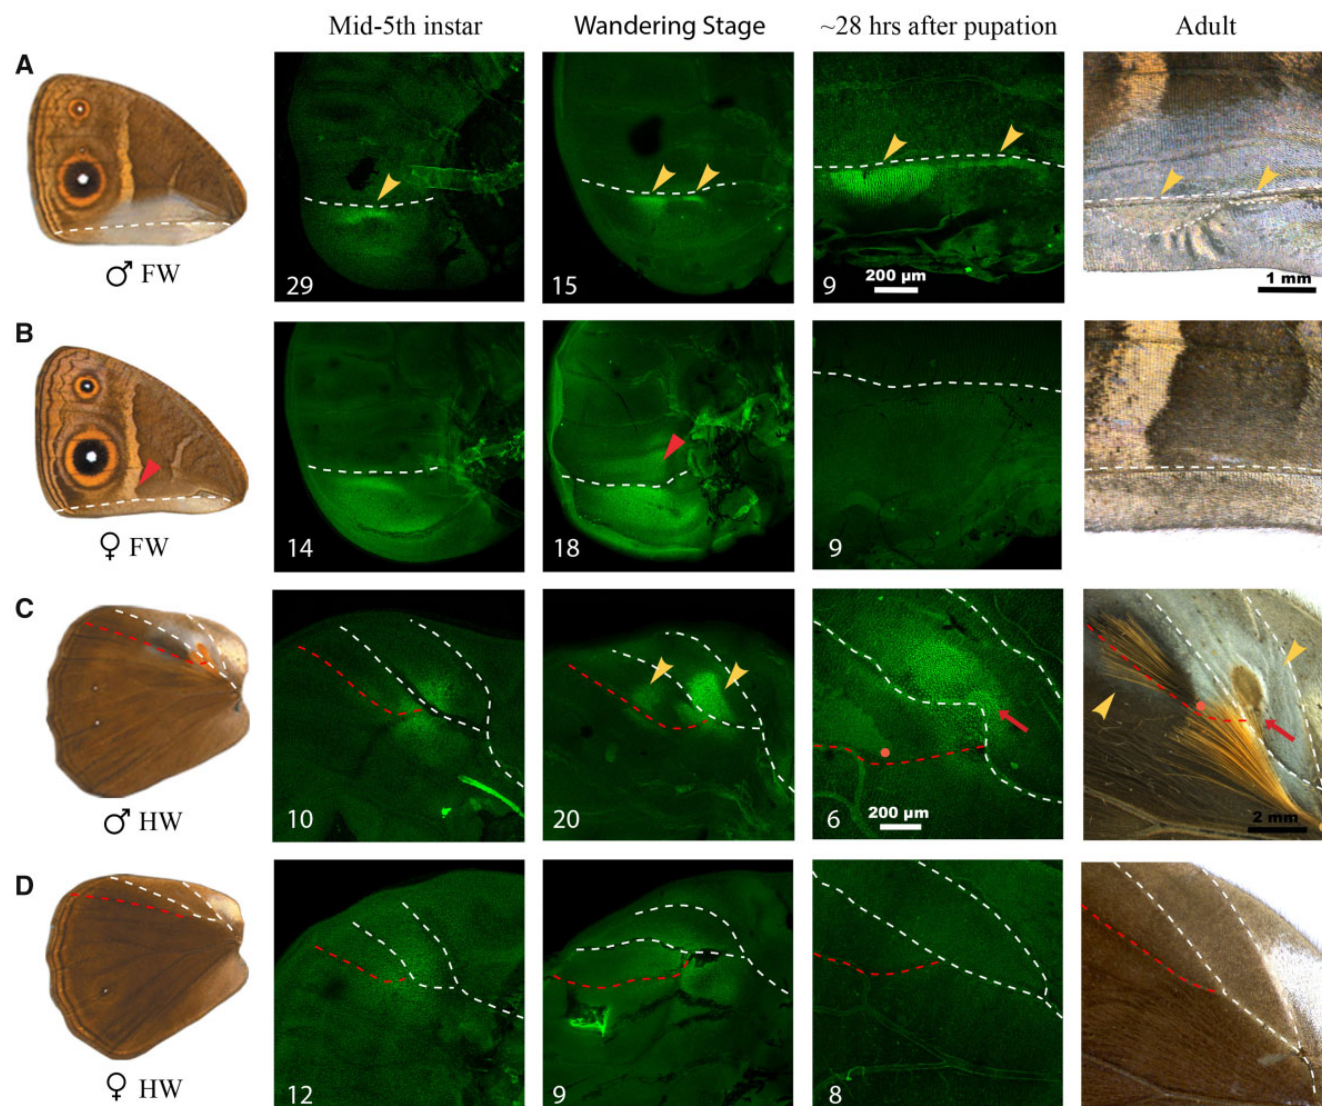 Mid-5th instar Wandering Stage ~28 hrs after pupation Adult
A
♂ FW
29
15
9
200 µm
1 mm
B
♀ FW
14
18
9
C
♂ HW
10
20
6
200 µm
2 mm
D
♀ HW
12
9
8